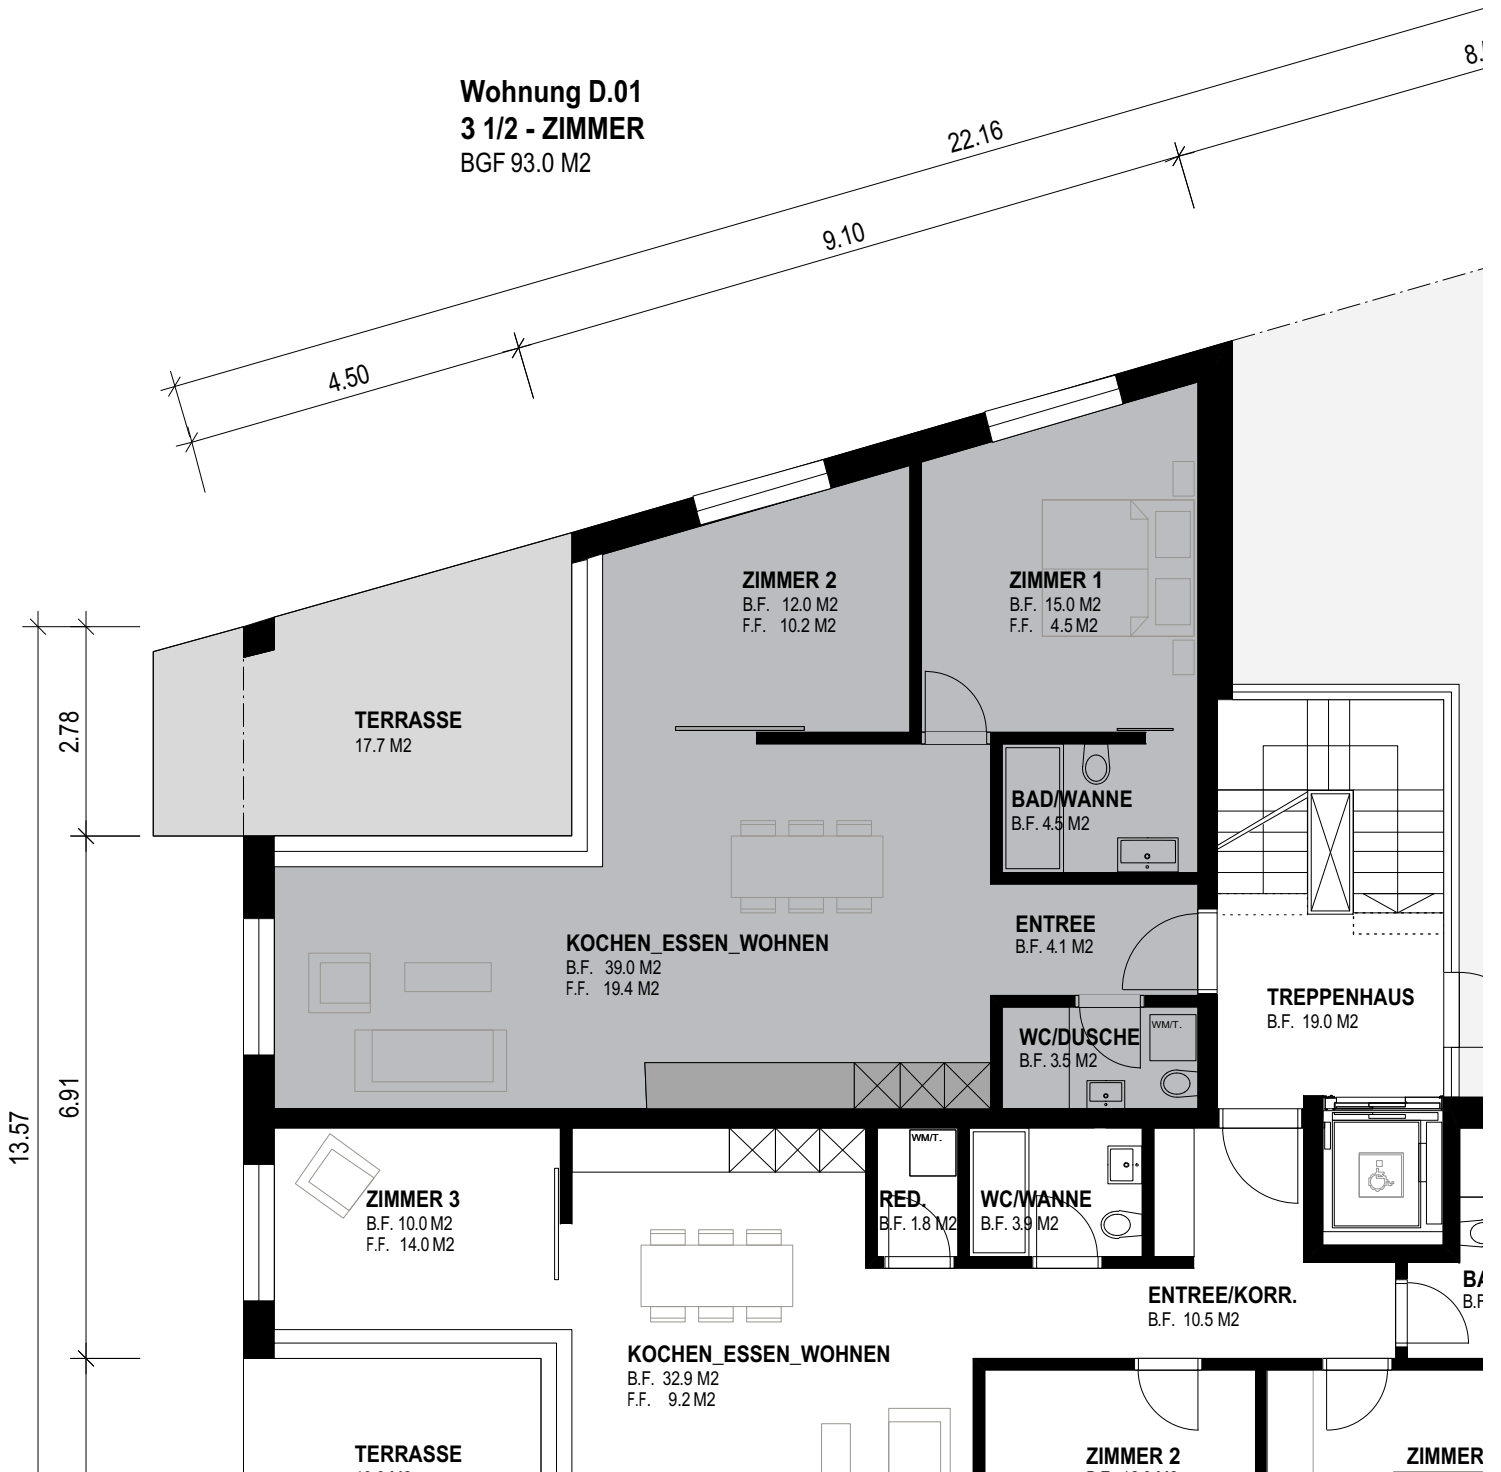 Wohnung D.01
3 1/2 - ZIMMER
BGF 93.0 M2
22.16
9.10
4.50
2.78
6.91
13.57
ZIMMER 2
B.F. 12.0 M2
F.F. 10.2 M2
ZIMMER 1
B.F. 15.0 M2
F.F. 4.5 M2
TERRASSE
17.7 M2
BAD/WANNE
B.F. 4.5 M2
ENTREE
B.F. 4.1 M2
KOCHEN_ESSEN_WOHNEN
B.F. 39.0 M2
F.F. 19.4 M2
TREPPENHAUS
B.F. 19.0 M2
WC/DUSCHE
B.F. 3.5 M2
WM/T.
WM/T.
ZIMMER 3
B.F. 10.0 M2
F.F. 14.0 M2
RED.
B.F. 1.8 M2
WC/WANNE
B.F. 3.9 M2
ENTREE/KORR.
B.F. 10.5 M2
KOCHEN_ESSEN_WOHNEN
B.F. 32.9 M2
F.F. 9.2 M2
TERRASSE
ZIMMER 2
ZIMMER